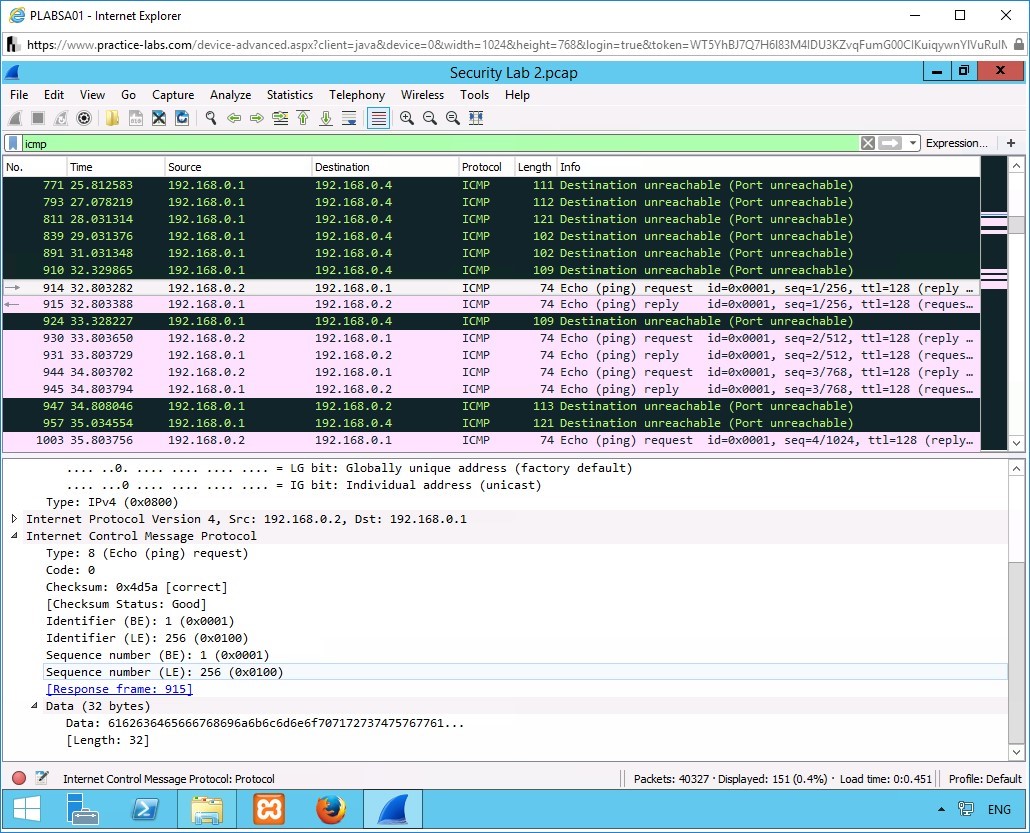 PLABSA01 - Internet Explorer
https://www.practice-labs.com/device-advanced.aspx?client=java&device=0&width=1024&height=768&login=true&token=
Security Lab 2.pcap
File Edit View Go Capture Analyze Statistics Telephony Wireless Tools Help
icmp Expression... +
No. Time Source Destination Protocol Length Info
771 25.812583 192.168.0.1 192.168.0.4 ICMP 111 Destination unreachable (Port unreachable)
793 27.078219 192.168.0.1 192.168.0.4 ICMP 112 Destination unreachable (Port unreachable)
811 28.031314 192.168.0.1 192.168.0.4 ICMP 121 Destination unreachable (Port unreachable)
839 29.031376 192.168.0.1 192.168.0.4 ICMP 102 Destination unreachable (Port unreachable)
891 31.031348 192.168.0.1 192.168.0.4 ICMP 102 Destination unreachable (Port unreachable)
910 32.329865 192.168.0.1 192.168.0.4 ICMP 109 Destination unreachable (Port unreachable)
914 32.803282 192.168.0.2 192.168.0.1 ICMP 74 Echo (ping) request id=0x0001, seq=1/256, ttl=128 (reply …
915 32.803388 192.168.0.1 192.168.0.2 ICMP 74 Echo (ping) reply id=0x0001, seq=1/256, ttl=128 (reques…
924 33.328227 192.168.0.1 192.168.0.4 ICMP 109 Destination unreachable (Port unreachable)
930 33.803650 192.168.0.2 192.168.0.1 ICMP 74 Echo (ping) request id=0x0001, seq=2/512, ttl=128 (reply …
931 33.803729 192.168.0.1 192.168.0.2 ICMP 74 Echo (ping) reply id=0x0001, seq=2/512, ttl=128 (reques…
944 34.803702 192.168.0.2 192.168.0.1 ICMP 74 Echo (ping) request id=0x0001, seq=3/768, ttl=128 (reply …
945 34.803794 192.168.0.1 192.168.0.2 ICMP 74 Echo (ping) reply id=0x0001, seq=3/768, ttl=128 (reques…
947 34.808046 192.168.0.1 192.168.0.2 ICMP 113 Destination unreachable (Port unreachable)
957 35.034554 192.168.0.1 192.168.0.4 ICMP 121 Destination unreachable (Port unreachable)
1003 35.803756 192.168.0.2 192.168.0.1 ICMP 74 Echo (ping) request id=0x0001, seq=4/1024, ttl=128 (reply…
.... ..0. .... .... .... .... = LG bit: Globally unique address (factory default)
.... ...0 .... .... .... .... = IG bit: Individual address (unicast)
Type: IPv4 (0x0800)
Internet Protocol Version 4, Src: 192.168.0.2, Dst: 192.168.0.1
Internet Control Message Protocol
Type: 8 (Echo (ping) request)
Code: 0
Checksum: 0x4d5a [correct]
[Checksum Status: Good]
Identifier (BE): 1 (0x0001)
Identifier (LE): 256 (0x0100)
Sequence number (BE): 1 (0x0001)
Sequence number (LE): 256 (0x0100)
[Response frame: 915]
Data (32 bytes)
Data: 6162636465666768696a6b6c6d6e6f707172737475767761...
[Length: 32]
Internet Control Message Protocol: Protocol Packets: 40327 · Displayed: 151 (0.4%) · Load time: 0:0.451 Profile: Default
ENG